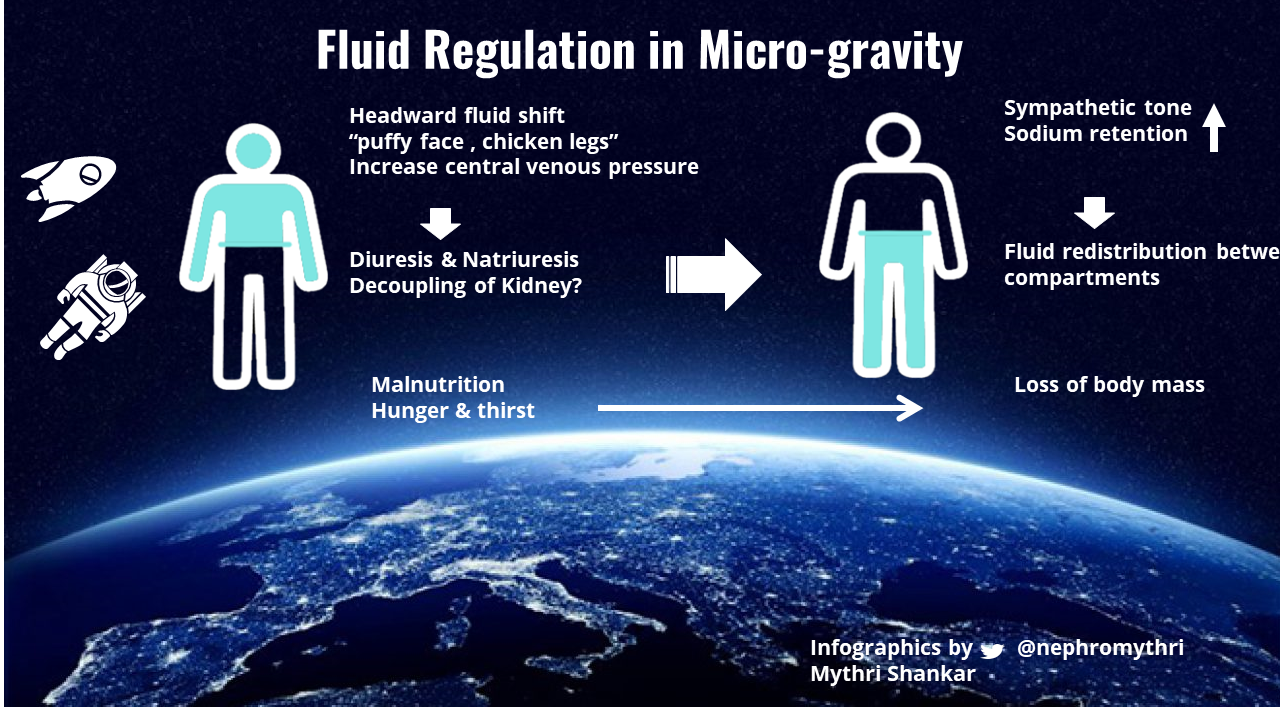 Fluid Regulation in Micro-gravity
Headward fluid shift
“puffy face , chicken legs”
Increase central venous pressure
Diuresis & Natriuresis
Decoupling of Kidney?
Sympathetic tone
Sodium retention
Fluid redistribution betwe
compartments
Malnutrition
Hunger & thirst
Loss of body mass
Infographics by @nephromythri
Mythri Shankar